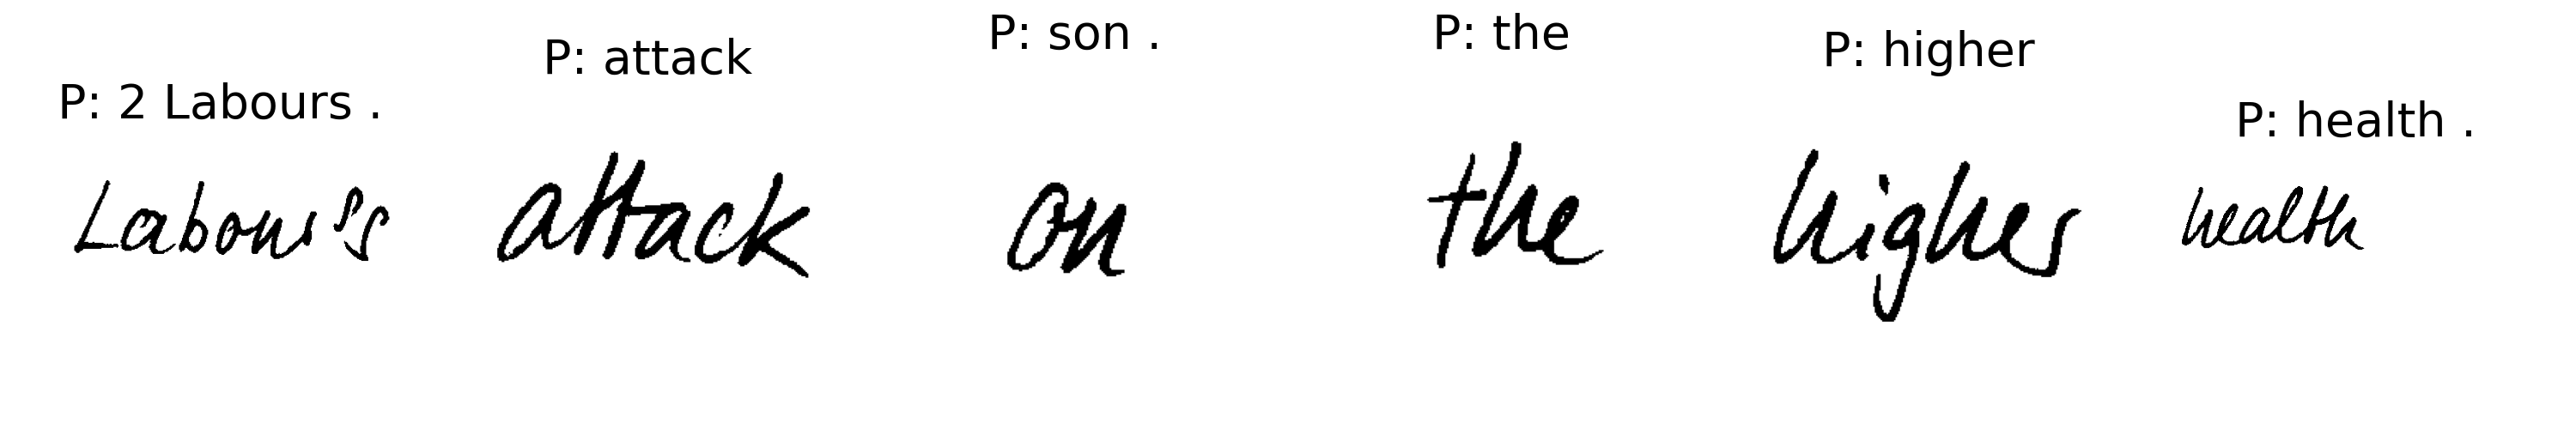 P: 2 Labours . P: attack P: son . P: the P: higher P: health .
Labour's attack on the higher health